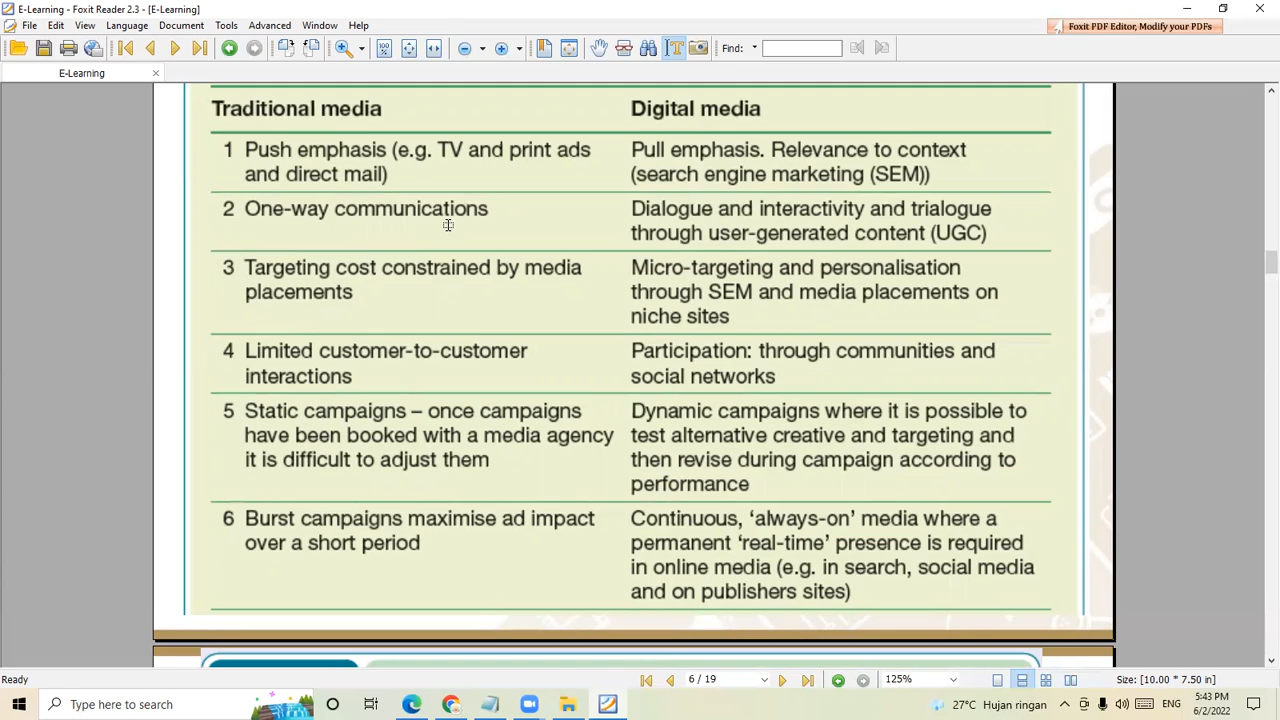 E-Learning - Foxit Reader 2.3 - [E-Learning]
File Edit View Language Document Tools Advanced Window Help
Foxit PDF Editor, Modify your PDFs
Find:
E-Learning
Traditional media Digital media
1 Push emphasis (e.g. TV and print ads
and direct mail)
Pull emphasis. Relevance to context
(search engine marketing (SEM))
2 One-way communications
Dialogue and interactivity and trialogue
through user-generated content (UGC)
3 Targeting cost constrained by media
placements
Micro-targeting and personalisation
through SEM and media placements on
niche sites
4 Limited customer-to-customer
interactions
Participation: through communities and
social networks
5 Static campaigns – once campaigns
have been booked with a media agency
it is difficult to adjust them
Dynamic campaigns where it is possible to
test alternative creative and targeting and
then revise during campaign according to
performance
6 Burst campaigns maximise ad impact
over a short period
Continuous, ‘always-on’ media where a
permanent ‘real-time’ presence is required
in online media (e.g. in search, social media
and on publishers sites)
Ready
6 / 19
125%
Size: [10.00 * 7.50 in]
Type here to search
27°C Hujan ringan
5:43 PM
6/2/2022